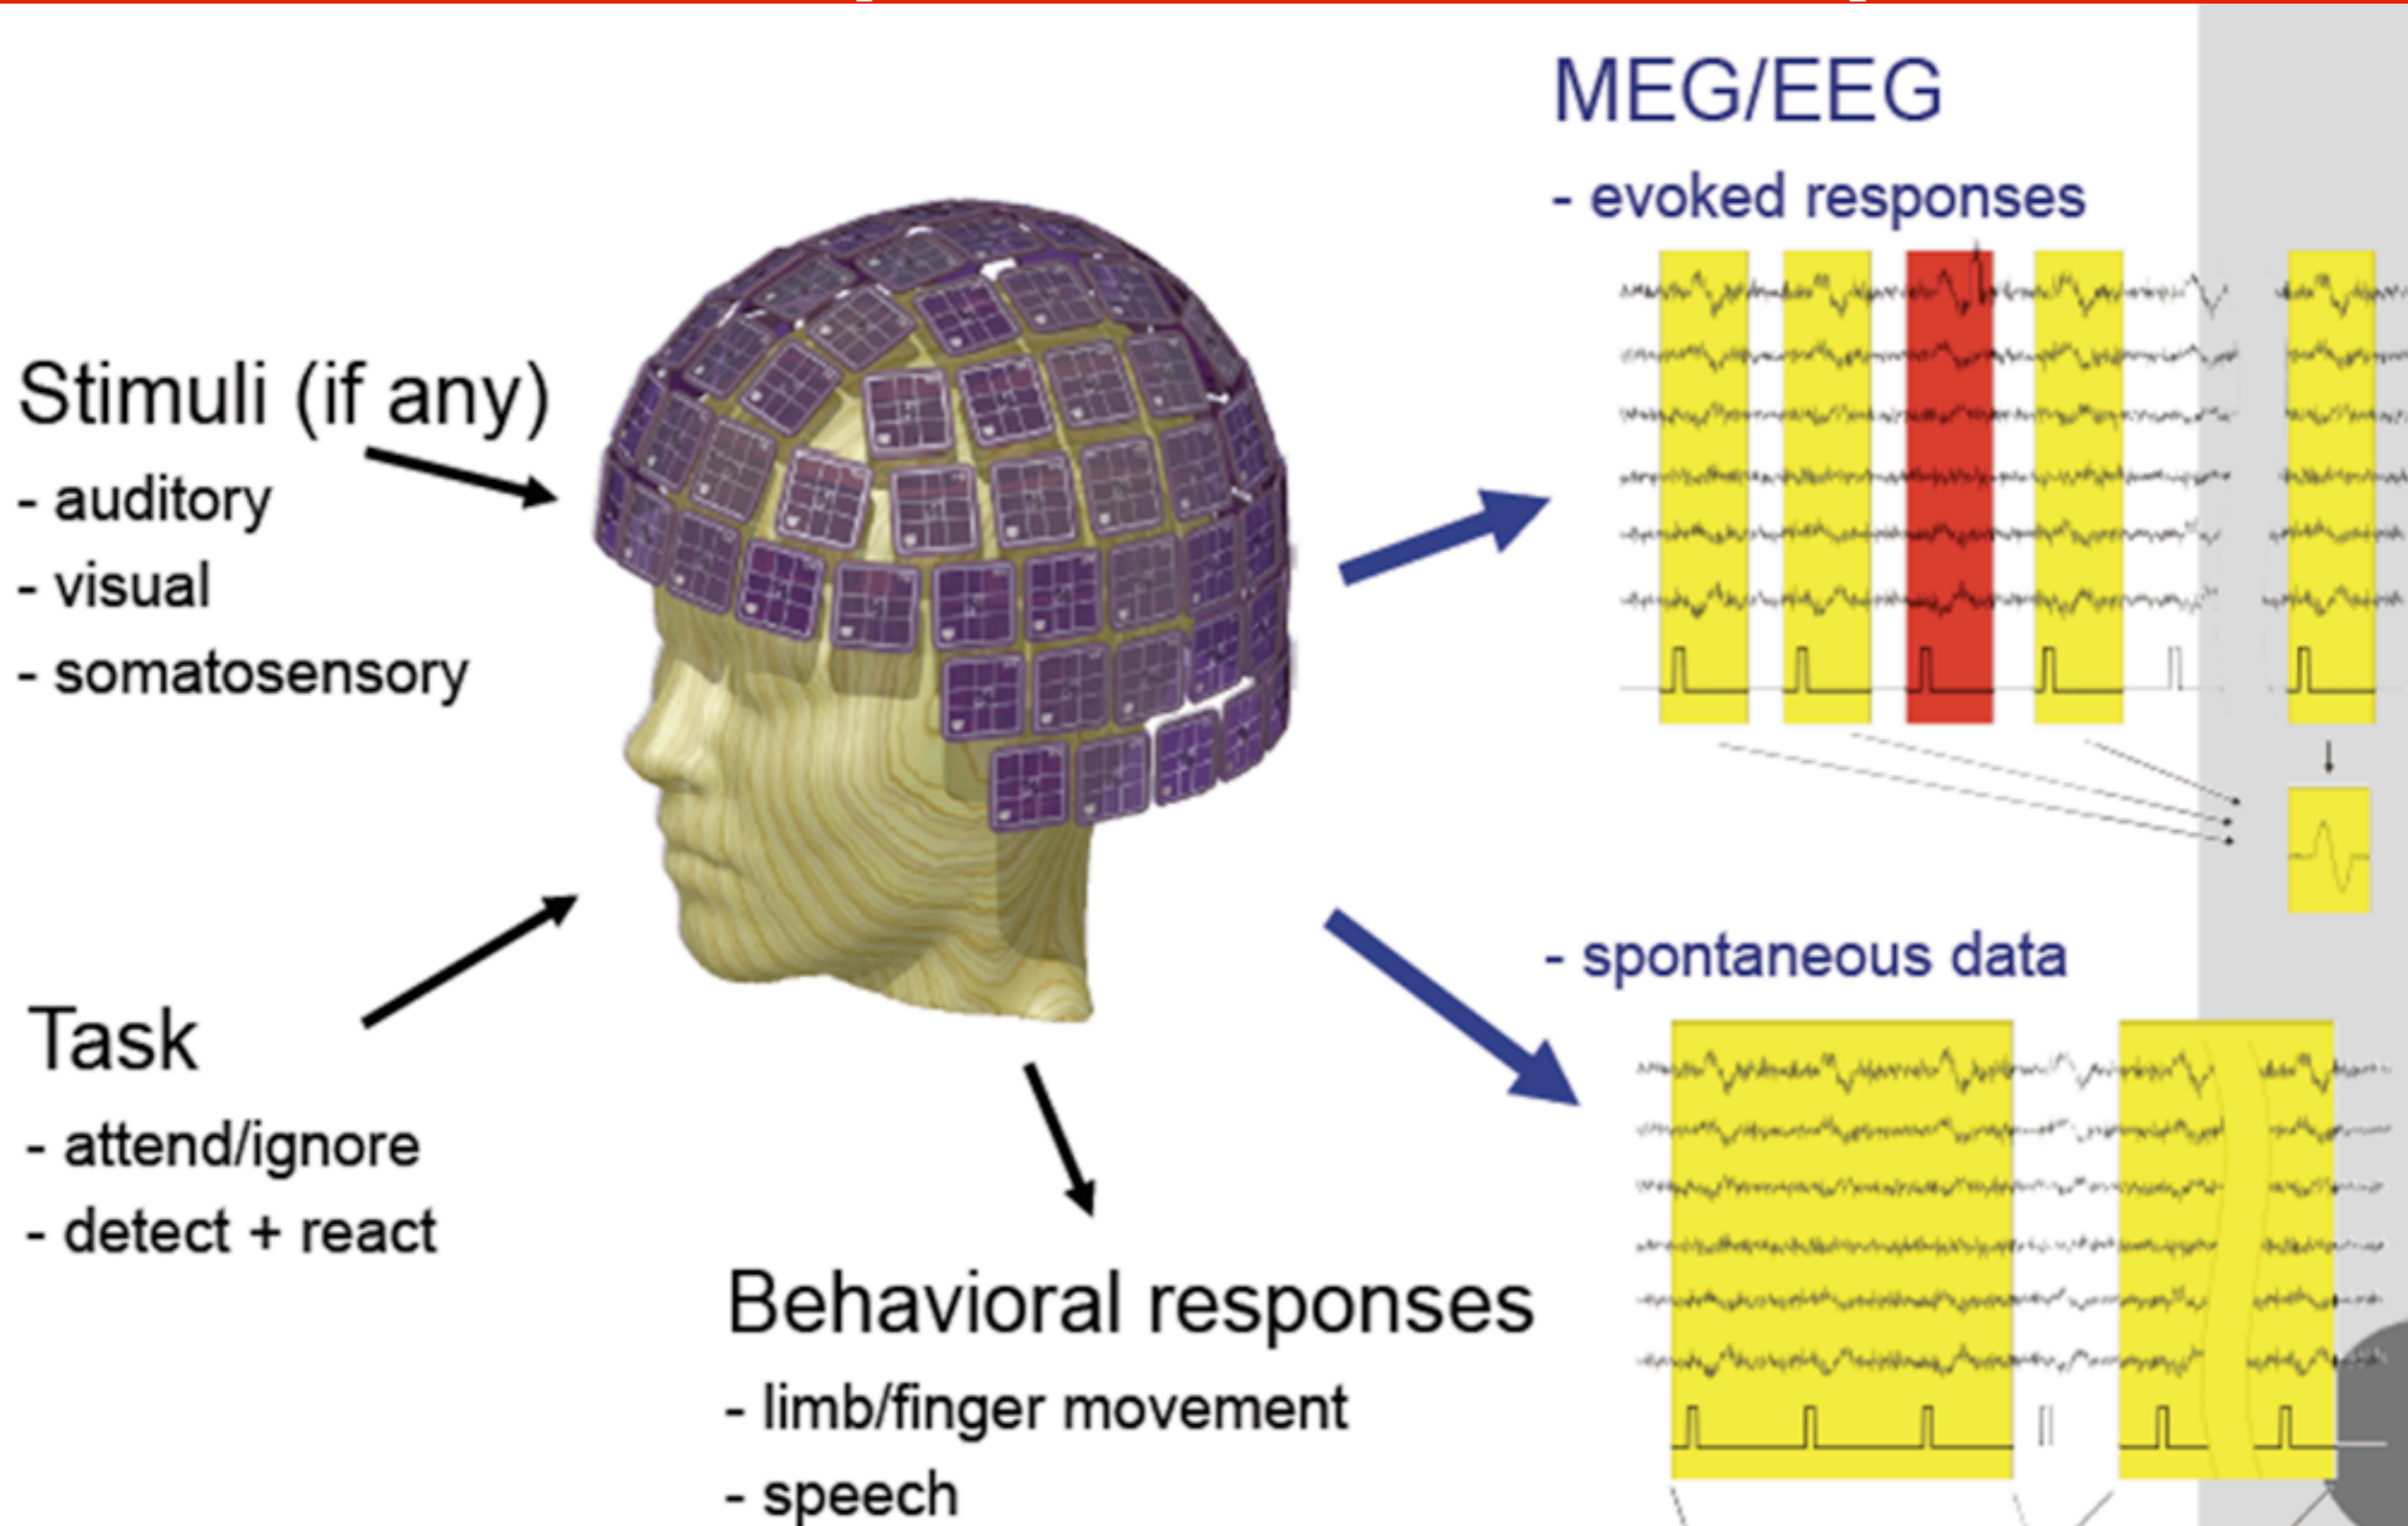 MEG/EEG
- evoked responses
Stimuli (if any)
- auditory
- visual
- somatosensory
- spontaneous data
Task
- attend/ignore
- detect + react
Behavioral responses
- limb/finger movement
- speech